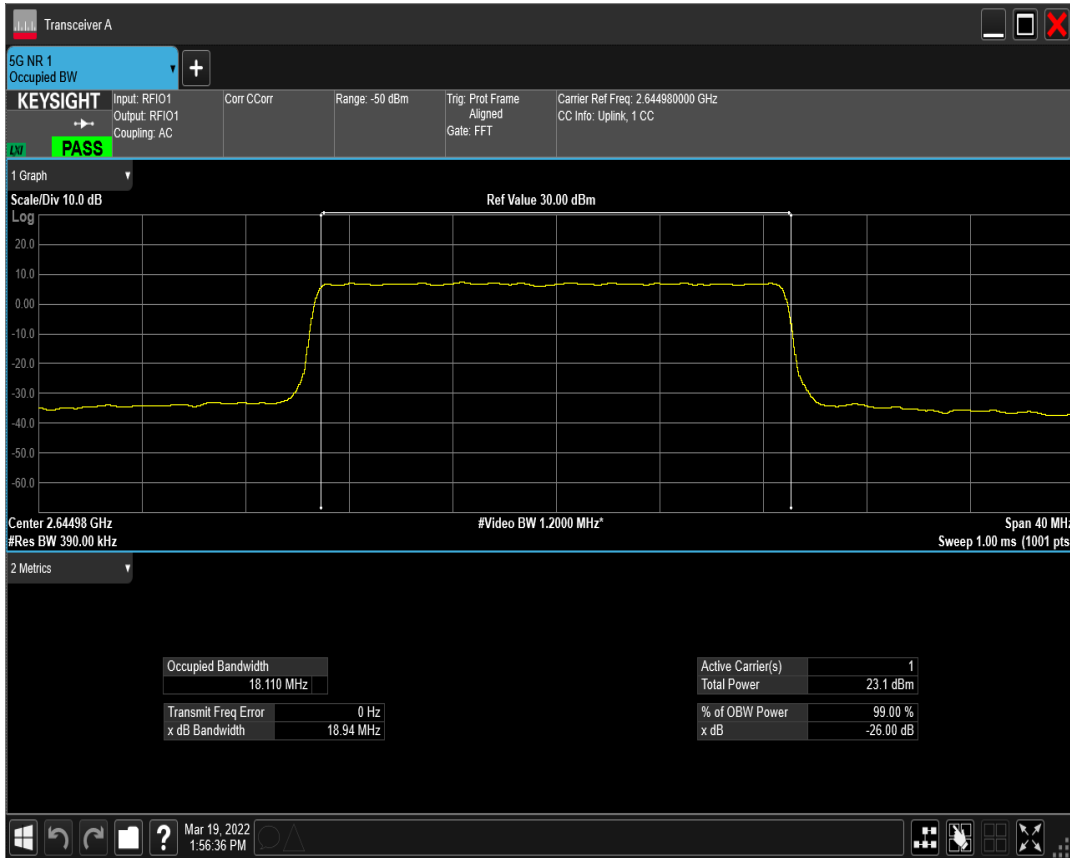 Transceiver A
5G NR 1
Occupied BW
KEYSIGHT
LXI
PASS
Input: RFIO1
Output: RFIO1
Coupling: AC
Corr CCorr
Range: -50 dBm
Trig: Prot Frame
Aligned
Gate: FFT
Carrier Ref Freq: 2.644980000 GHz
CC Info: Uplink, 1 CC
1 Graph
Scale/Div 10.0 dB
Ref Value 30.00 dBm
Log
20.0
10.0
0.00
-10.0
-20.0
-30.0
-40.0
-50.0
-60.0
Center 2.64498 GHz
#Video BW 1.2000 MHz*
Span 40 MHz
#Res BW 390.00 kHz
Sweep 1.00 ms (1001 pts
2 Metrics
Occupied Bandwidth
18.110 MHz
Transmit Freq Error 0 Hz
x dB Bandwidth 18.94 MHz
Active Carrier(s) 1
Total Power 23.1 dBm
% of OBW Power 99.00 %
x dB -26.00 dB
Mar 19, 2022
1:56:36 PM